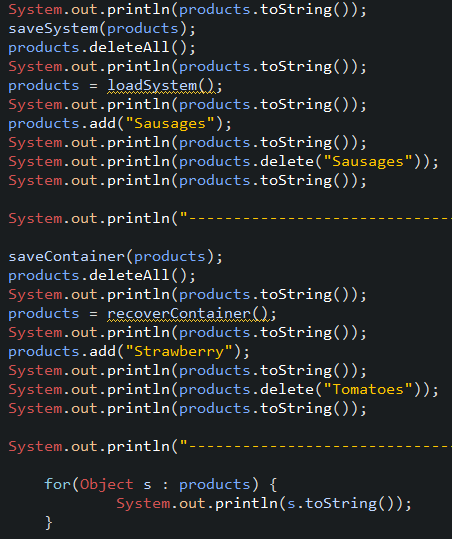 System.out.println(products.toString());
saveSystem(products);
products.deleteAll();
System.out.println(products.toString());
products = loadSystem();
System.out.println(products.toString());
products.add("Sausages");
System.out.println(products.toString());
System.out.println(products.delete("Sausages"));
System.out.println(products.toString());
System.out.println("------------------------------
saveContainer(products);
products.deleteAll();
System.out.println(products.toString());
products = recoverContainer();
System.out.println(products.toString());
products.add("Strawberry");
System.out.println(products.toString());
System.out.println(products.delete("Tomatoes"));
System.out.println(products.toString());
System.out.println("------------------------------
for(Object s : products) {
System.out.println(s.toString());
}